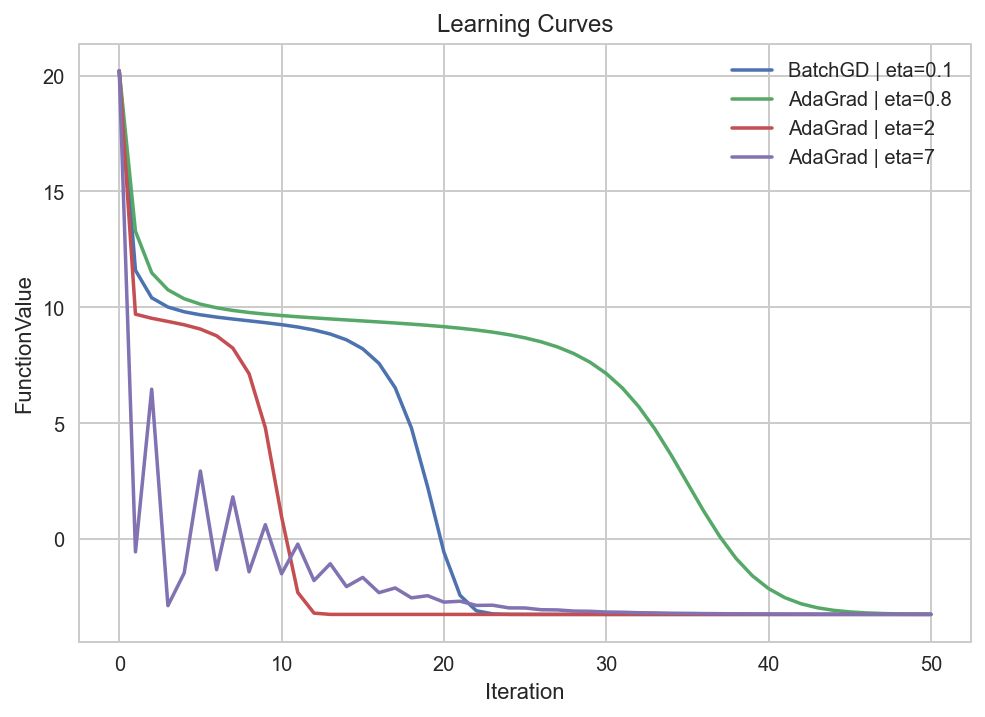 Learning Curves
BatchGD | eta=0.1
AdaGrad | eta=0.8
AdaGrad | eta=2
AdaGrad | eta=7
FunctionValue
20
15
10
5
0
0 10 20 30 40 50
Iteration